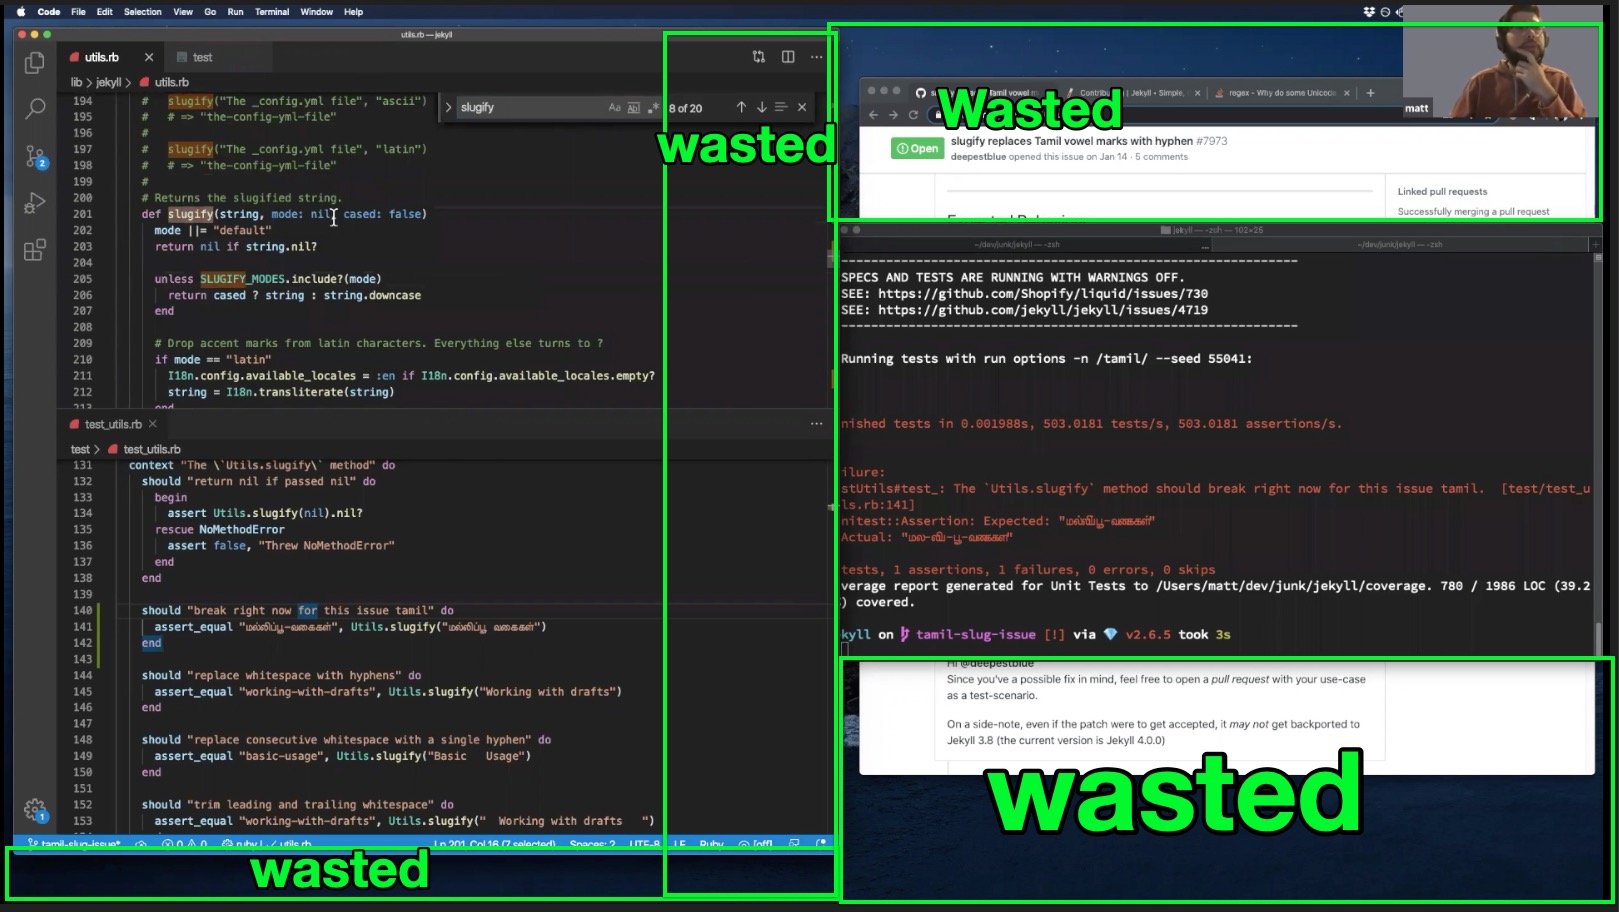 Code File Edit Selection View Go Run Terminal Window Help
utils.rb — jekyll
utils.rb
test
lib > jekyll > utils.rb
slugify
8 of 20
194 # slugify("The _config.yml file", "ascii")
195 # # => "the-config-yml-file"
196 #
197 # slugify("The _config.yml file", "latin")
198 # # => "the-config-yml-file"
199 #
200 # Returns the slugified string.
201 def slugify(string, mode: nil, cased: false)
202 mode ||= "default"
203 return nil if string.nil?
204
205 unless SLUGIFY_MODES.include?(mode)
206 return cased ? string : string.downcase
207 end
208
209 # Drop accent marks from latin characters. Everything else turns to ?
210 if mode == "latin"
211 I18n.config.available_locales = :en if I18n.config.available_locales.empty?
212 string = I18n.transliterate(string)
213 end
test_utils.rb
test > test_utils.rb
131 context "The \`Utils.slugify\` method" do
132 should "return nil if passed nil" do
133 begin
134 assert Utils.slugify(nil).nil?
135 rescue NoMethodError
136 assert false, "Threw NoMethodError"
137 end
138 end
139
140 should "break right now for this issue tamil" do
141 assert_equal "மல்லிப்பூ-வகைகள்", Utils.slugify("மல்லிப்பூ வகைகள்")
142 end
143
144 should "replace whitespace with hyphens" do
145 assert_equal "working-with-drafts", Utils.slugify("Working with drafts")
146 end
147
148 should "replace consecutive whitespace with a single hyphen" do
149 assert_equal "basic-usage", Utils.slugify("Basic   Usage")
150 end
151
152 should "trim leading and trailing whitespace" do
153 assert_equal "working-with-drafts", Utils.slugify("  Working with drafts   ")
tamil-slug-issue* 0 0 ruby | ✓ utils.rb Ln 201, Col 16 (7 selected) Spaces: 2 UTF-8 LF Ruby [off]
wasted
wasted
Wasted
matt
Contribut | Jekyll • Simple,
regex - Why do some Unicod
Open
slugify replaces Tamil vowel marks with hyphen #7973
deepestblue opened this issue on Jan 14 · 5 comments
Linked pull requests
Successfully merging a pull request
jekyll — -zsh — 102×25
~/dev/junk/jekyll — -zsh
~/dev/junk/jekyll — -zsh
SPECS AND TESTS ARE RUNNING WITH WARNINGS OFF.
SEE: https://github.com/Shopify/liquid/issues/730
SEE: https://github.com/jekyll/jekyll/issues/4719
Running tests with run options -n /tamil/ --seed 55041:
nished tests in 0.001988s, 503.0181 tests/s, 503.0181 assertions/s.
ilure:
stUtils#test_: The `Utils.slugify` method should break right now for this issue tamil.  [test/test_u
ls.rb:141]
nitest::Assertion: Expected: "மல்லிப்பூ-வகைகள்"
Actual: "மல-லி-பூ-வகைகள"
tests, 1 assertions, 1 failures, 0 errors, 0 skips
verage report generated for Unit Tests to /Users/matt/dev/junk/jekyll/coverage. 780 / 1986 LOC (39.2
) covered.
kyll on tamil-slug-issue [!] via v2.6.5 took 3s
Hi @deepestblue
Since you've a possible fix in mind, feel free to open a pull request with your use-case
as a test-scenario.
On a side-note, even if the patch were to get accepted, it may not get backported to
Jekyll 3.8 (the current version is Jekyll 4.0.0)
wasted